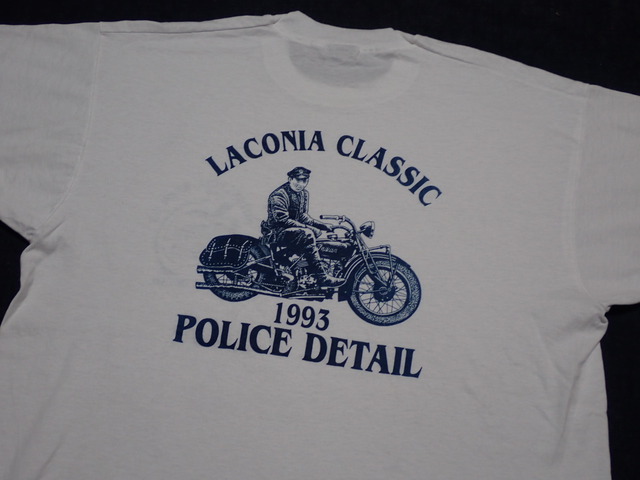 LACONIA CLASSIC
1993
POLICE DETAIL